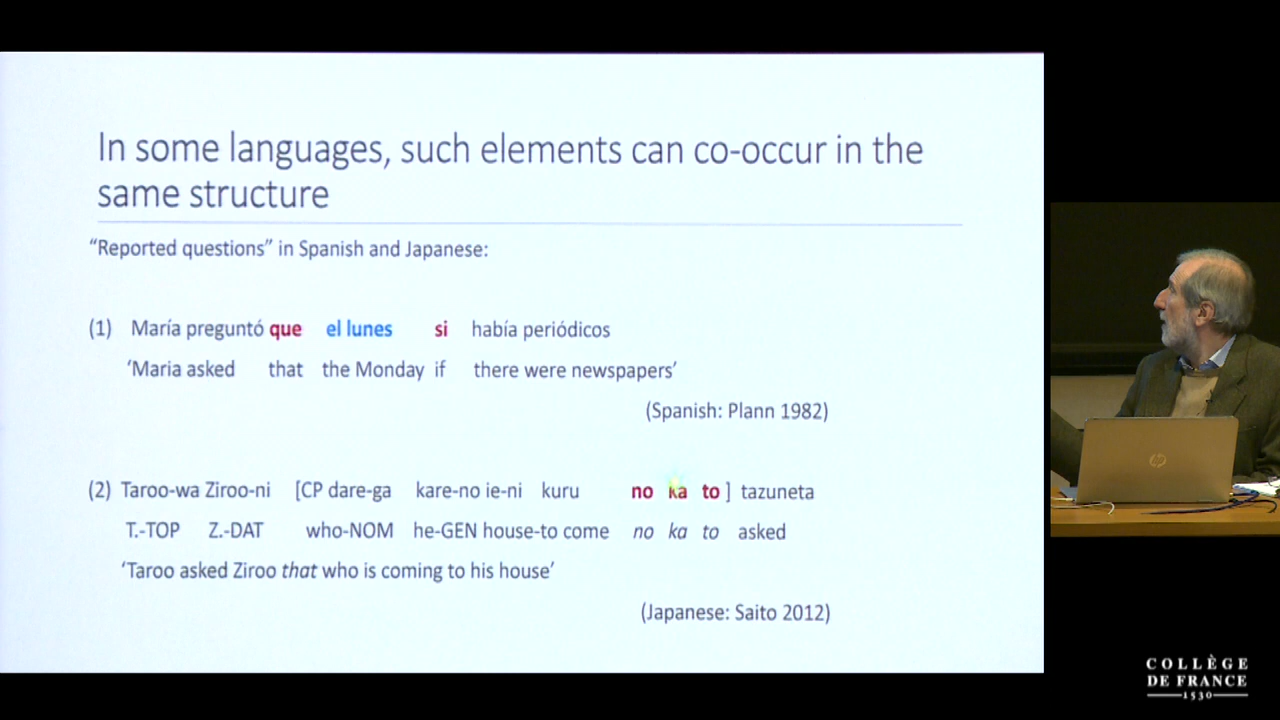 In some languages, such elements can co-occur in the
same structure
“Reported questions” in Spanish and Japanese:
(1) María preguntó que el lunes si había periódicos
‘Maria asked that the Monday if there were newspapers’
(Spanish: Plann 1982)
(2) Taroo-wa Ziroo-ni [CP dare-ga kare-no ie-ni kuru no ka to ] tazuneta
T.-TOP Z.-DAT who-NOM he-GEN house-to come no ka to asked
‘Taroo asked Ziroo that who is coming to his house’
(Japanese: Saito 2012)
hp
COLLÈGE
DE FRANCE
1530